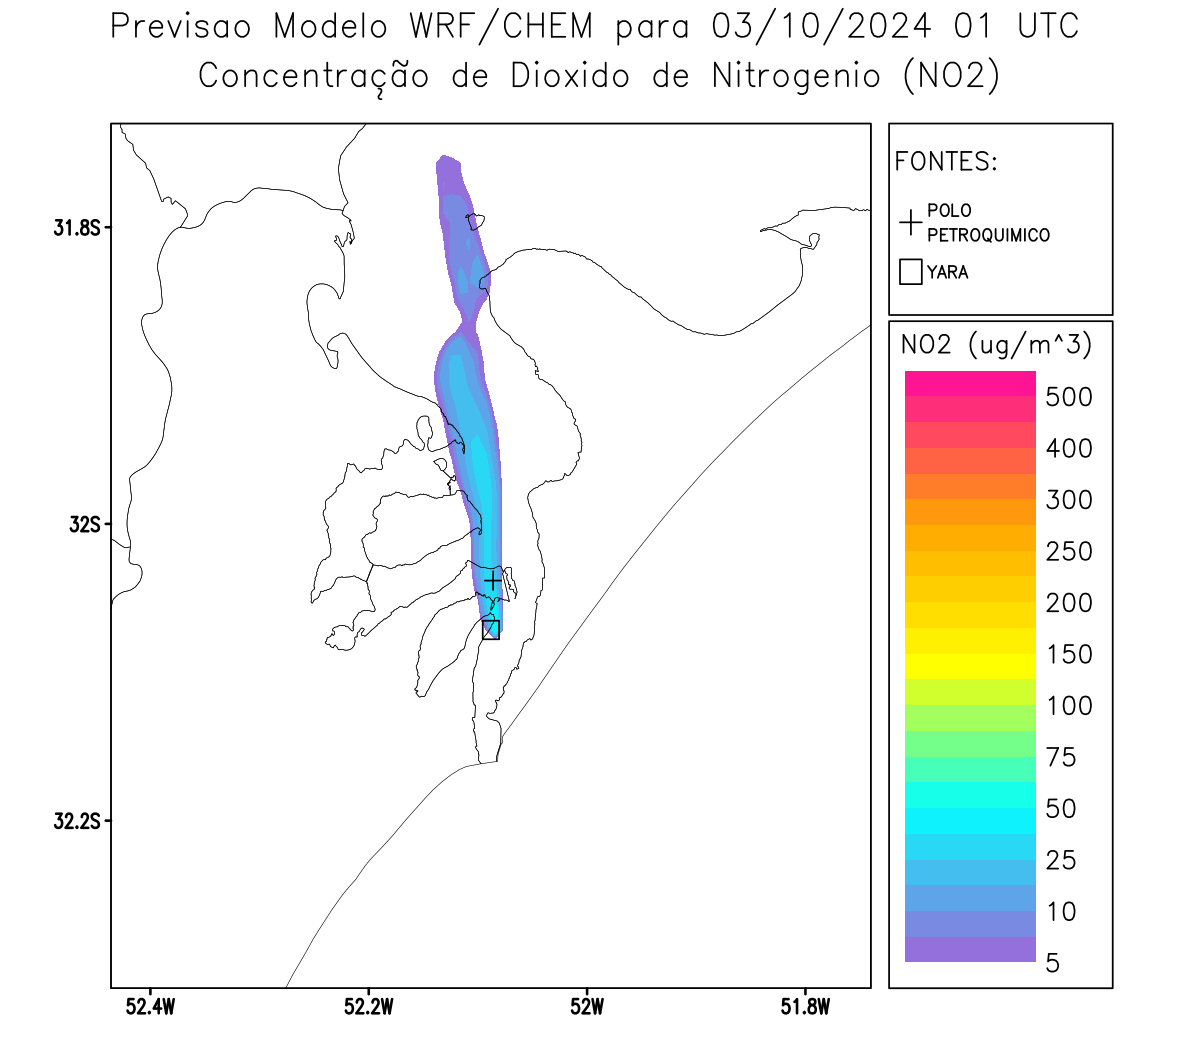 Previsao Modelo WRF/CHEM para 03/10/2024 01 UTC
Concentração de Dioxido de Nitrogenio (NO2)
FONTES:
POLO
PETROQUIMICO
YARA
NO2 (ug/m^3)
500
400
300
250
200
150
100
75
50
25
10
5
31.8S
32S
32.2S
52.4W
52.2W
52W
51.8W